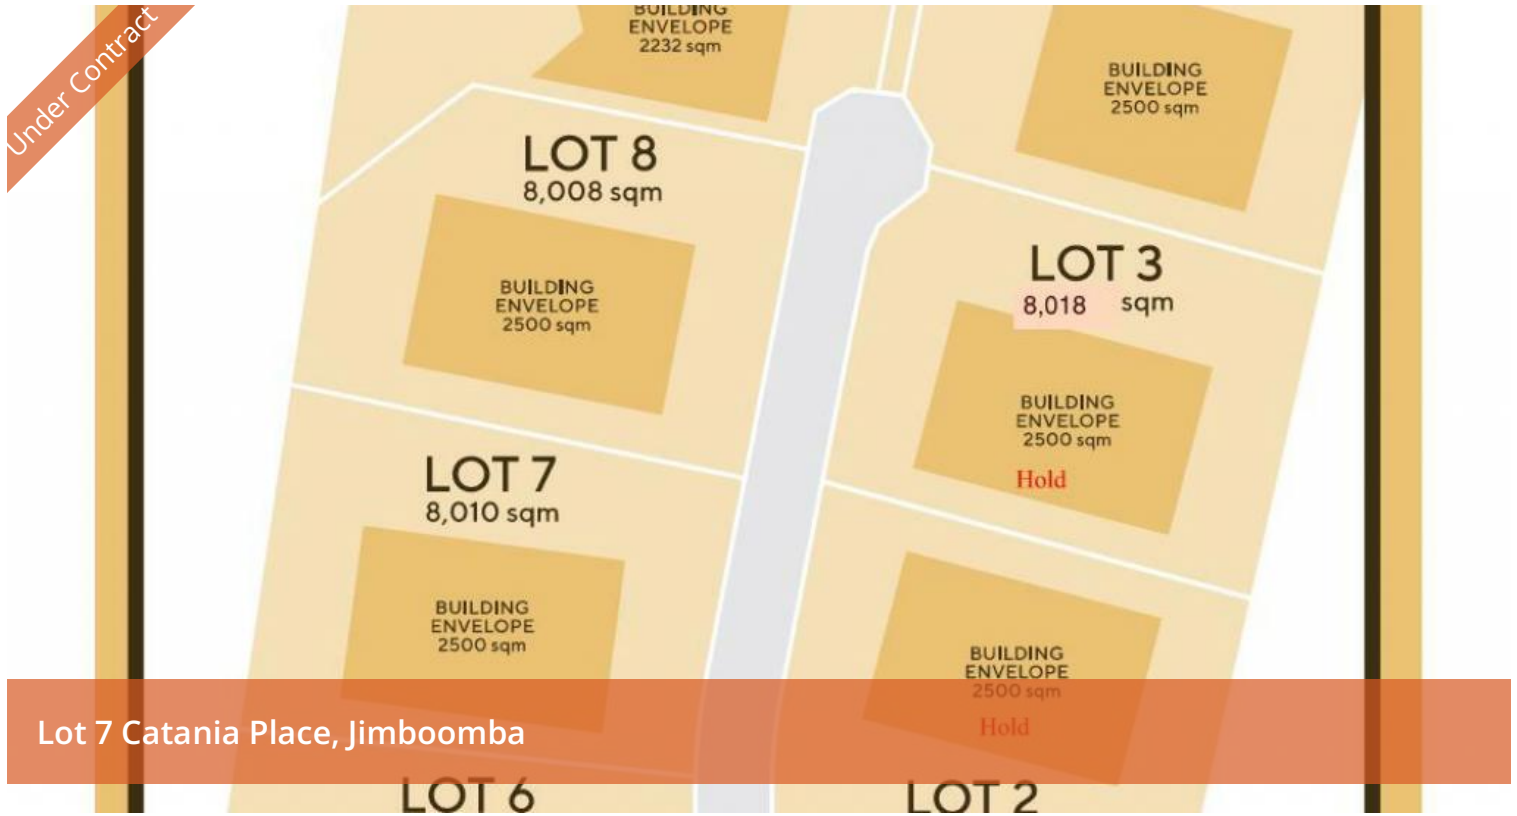 Under Contract
BUILDING
ENVELOPE
2232 sqm
BUILDING
ENVELOPE
2500 sqm
LOT 8
8,008 sqm
BUILDING
ENVELOPE
2500 sqm
LOT 3
8,018 sqm
BUILDING
ENVELOPE
2500 sqm
Hold
LOT 7
8,010 sqm
BUILDING
ENVELOPE
2500 sqm
BUILDING
ENVELOPE
2500 sqm
Hold
Lot 7 Catania Place, Jimboomba
LOT 6
LOT 2